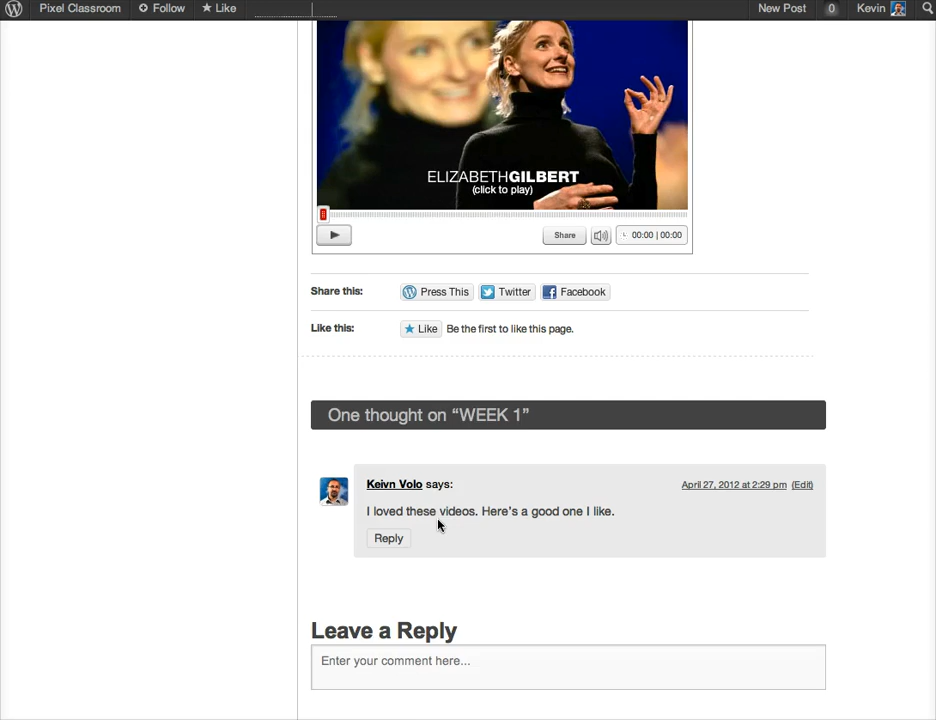 Pixel Classroom Follow Like New Post 0 Kevin
ELIZABETHGILBERT
(click to play)
Share 00:00 | 00:00
Share this: Press This Twitter Facebook
Like this: Like Be the first to like this page.
One thought on “WEEK 1”
Keivn Volo says: April 27, 2012 at 2:29 pm (Edit)
I loved these videos. Here's a good one I like.
Reply
Leave a Reply
Enter your comment here...